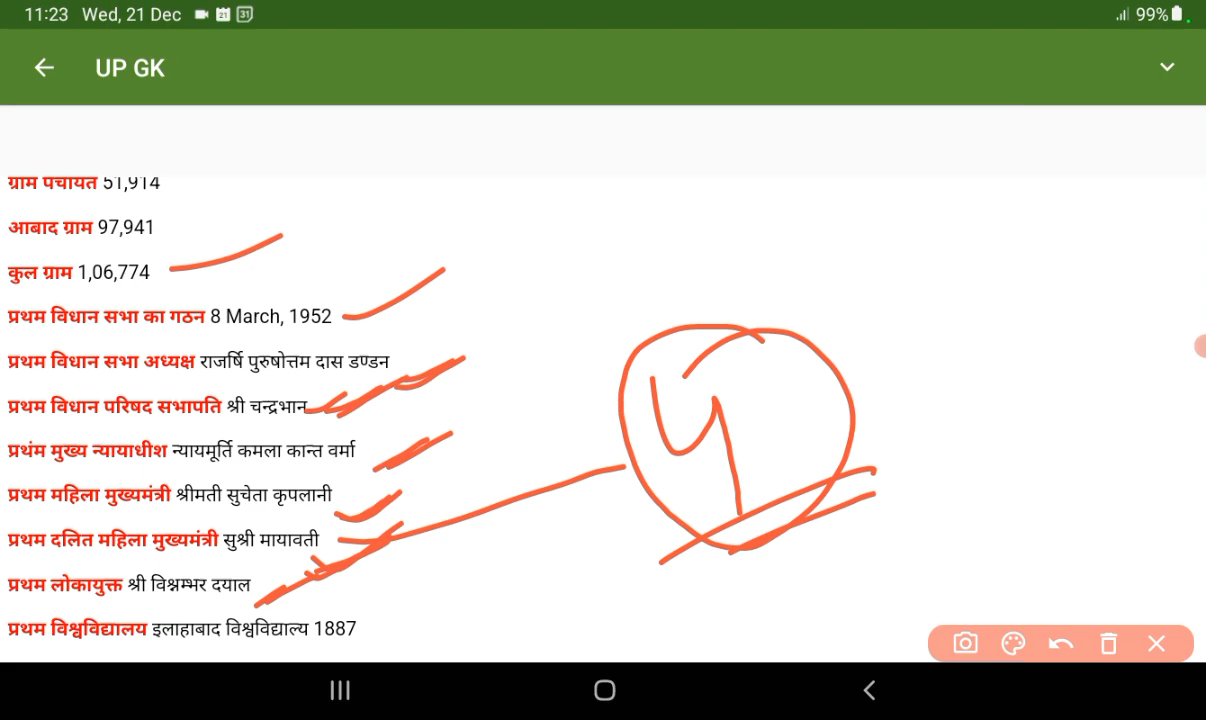 11:23 Wed, 21 Dec 21 31 99%
UP GK
ग्राम पंचायत 51,914
आबाद ग्राम 97,941
कुल ग्राम 1,06,774
प्रथम विधान सभा का गठन 8 March, 1952
प्रथम विधान सभा अध्यक्ष राजर्षि पुरुषोत्तम दास डण्डन
प्रथम विधान परिषद सभापति श्री चन्द्रभान
प्रथंम मुख्य न्यायाधीश न्यायमूर्ति कमला कान्त वर्मा
प्रथम महिला मुख्यमंत्री श्रीमती सुचेता कृपलानी
प्रथम दलित महिला मुख्यमंत्री सुश्री मायावती
प्रथम लोकायुक्त श्री विश्नम्भर दयाल
प्रथम विश्वविद्यालय इलाहाबाद विश्वविद्याल्य 1887